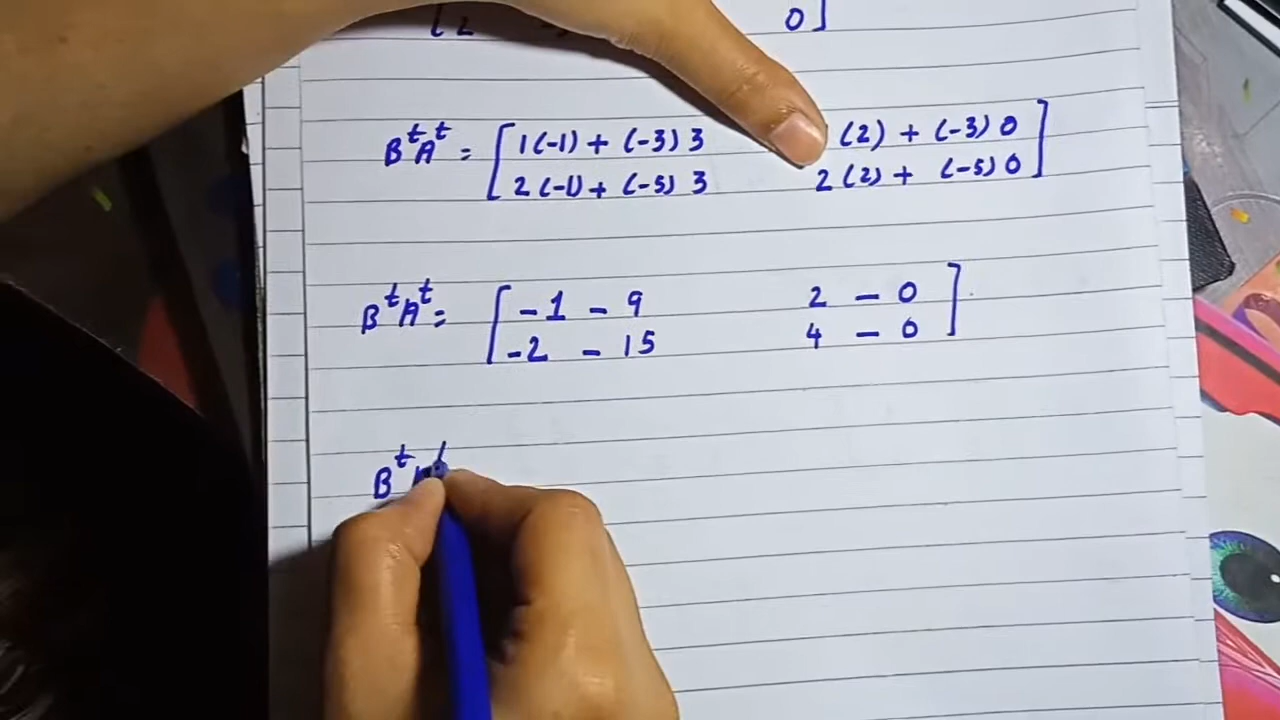 [2 0]
BᵗAᵗ = [1(-1) + (-3) 3 (2) + (-3) 0]
[2(-1) + (-5) 3 2(2) + (-5) 0]
BᵗAᵗ = [-1 - 9 2 - 0]
[-2 - 15 4 - 0]
Bᵗ